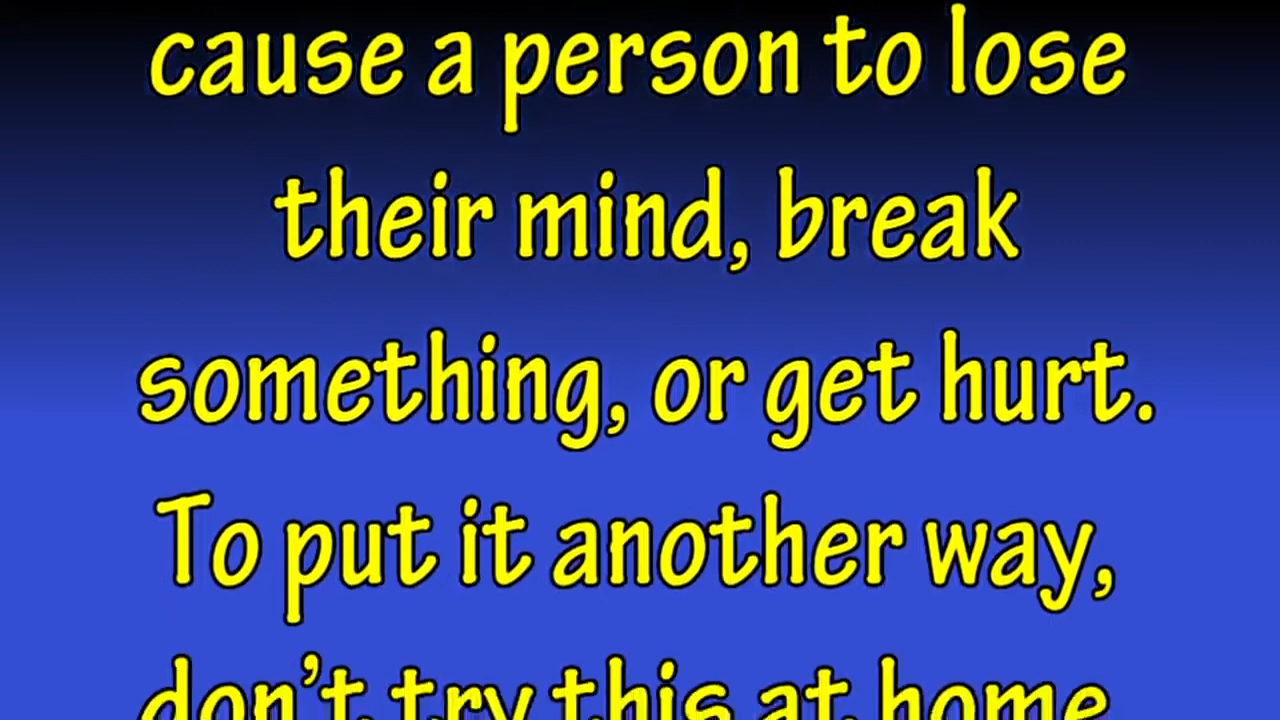 cause a person to lose
their mind, break
something, or get hurt.
To put it another way,
don't try this at home